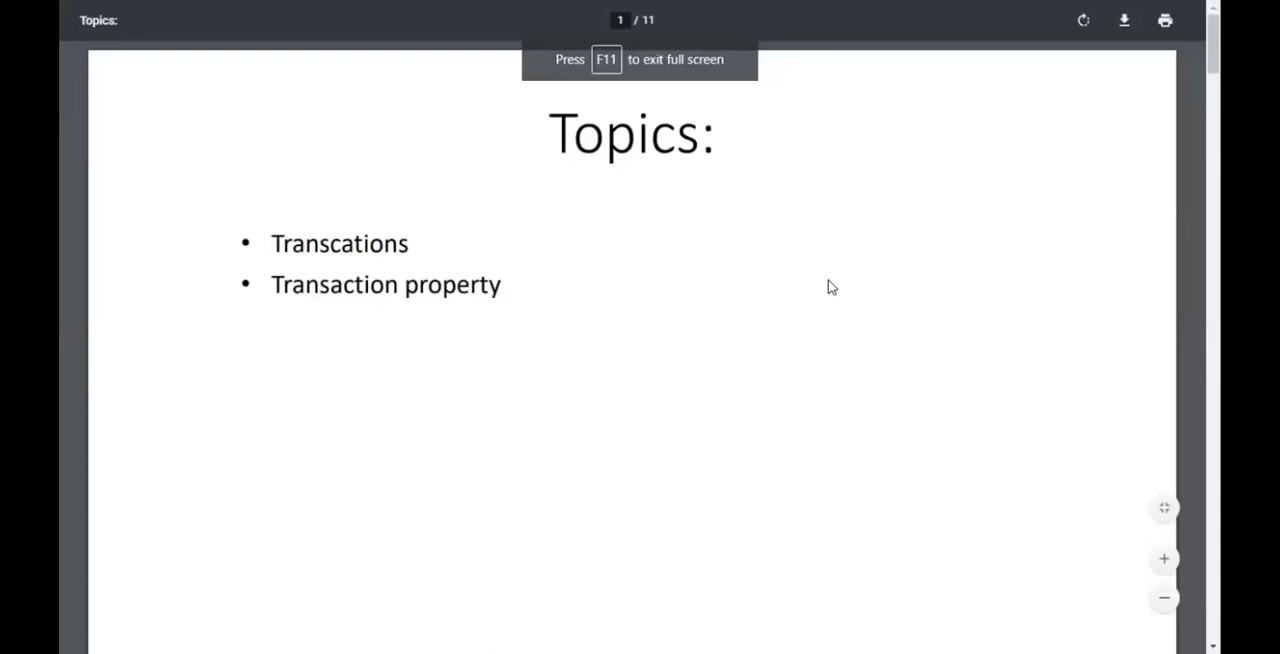 Topics:
1 / 11
Press F11 to exit full screen
Topics:
• Transcations
• Transaction property